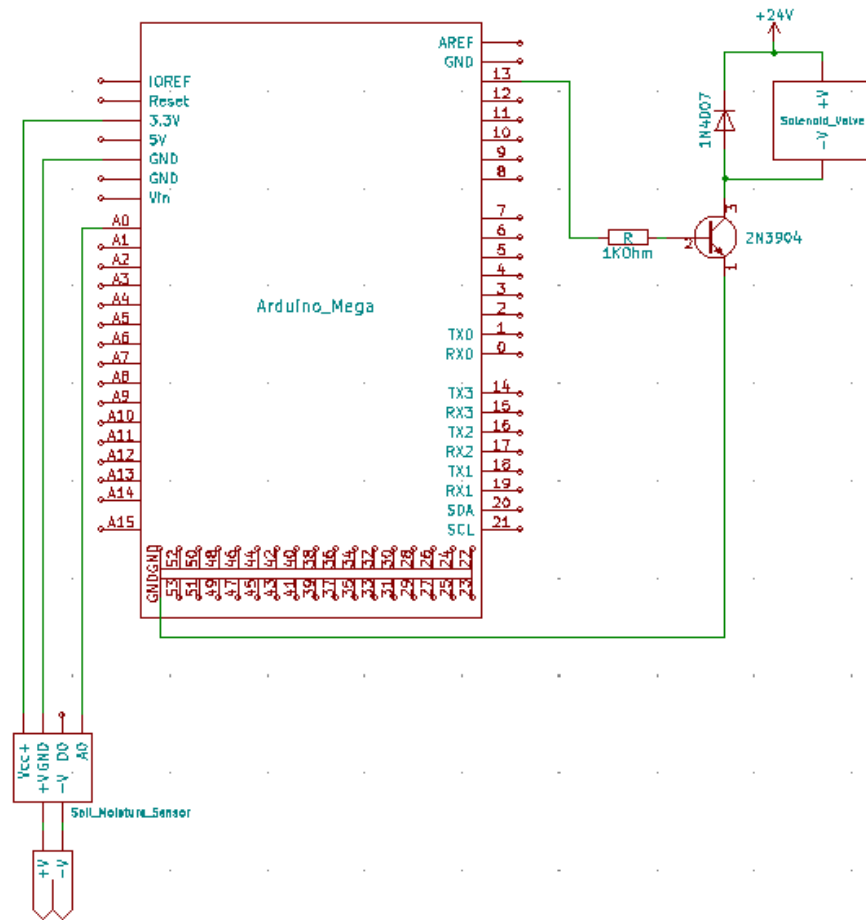 +24V
AREF
GND
IOREF
Reset
3.3V
5V
GND
GND
Vin
13
12
11
10
9
8
1N4007
+V
Solenoid_Valve
-V
A0
A1
A2
A3
A4
A5
A6
A7
A8
A9
A10
A11
A12
A13
A14
A15
7
6
5
4
3
2
TX0 1
RX0 0
TX3 14
RX3 15
TX2 16
RX2 17
TX1 18
RX1 19
SDA 20
SCL 21
Arduino_Mega
R
1KOhm
3
2
1
2N3904
GND 52 50 48 46 44 42 40 38 36 34 32 30 28 26 24 22
GND 53 51 49 47 45 43 41 39 37 35 33 31 29 27 25 23
Vcc+ GND D0 A0
+V -V
Soil_Moisture_Sensor
+V -V